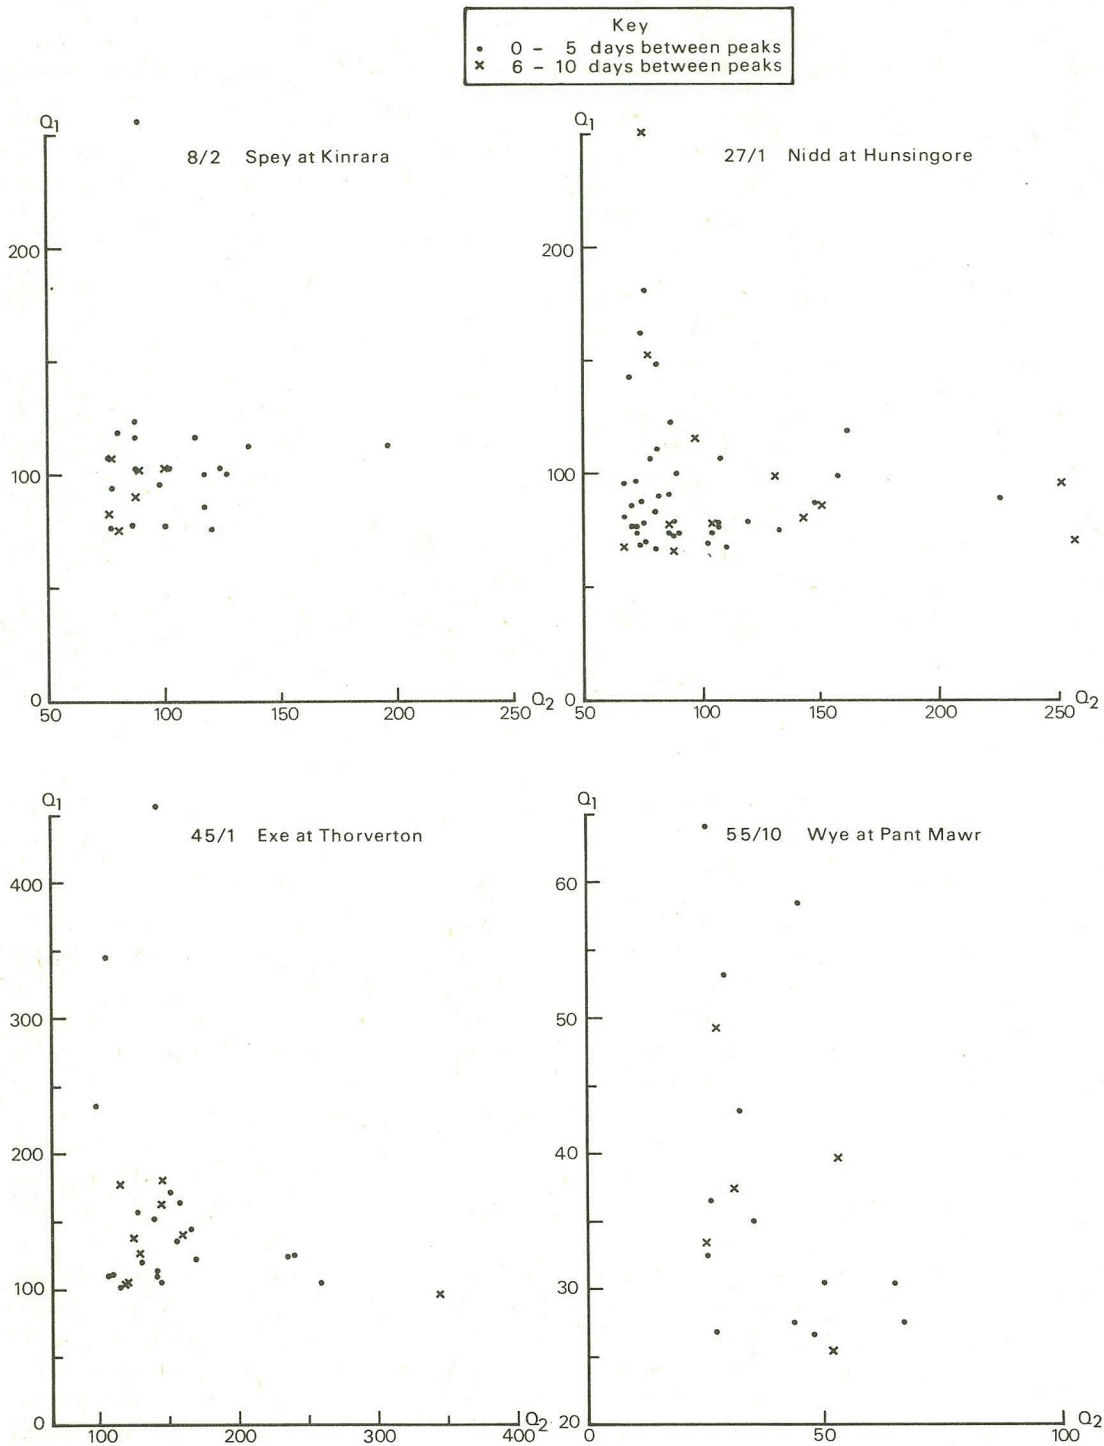 Key
• 0 – 5 days between peaks
× 6 – 10 days between peaks
Q1
8/2 Spey at Kinrara
200
100
0
50 100 150 200 250 Q2
Q1
27/1 Nidd at Hunsingore
200
100
0
50 100 150 200 250 Q2
Q1
45/1 Exe at Thorverton
400
300
200
100
0
100 200 300 400 Q2
Q1
55/10 Wye at Pant Mawr
60
50
40
30
20
0 50 100 Q2